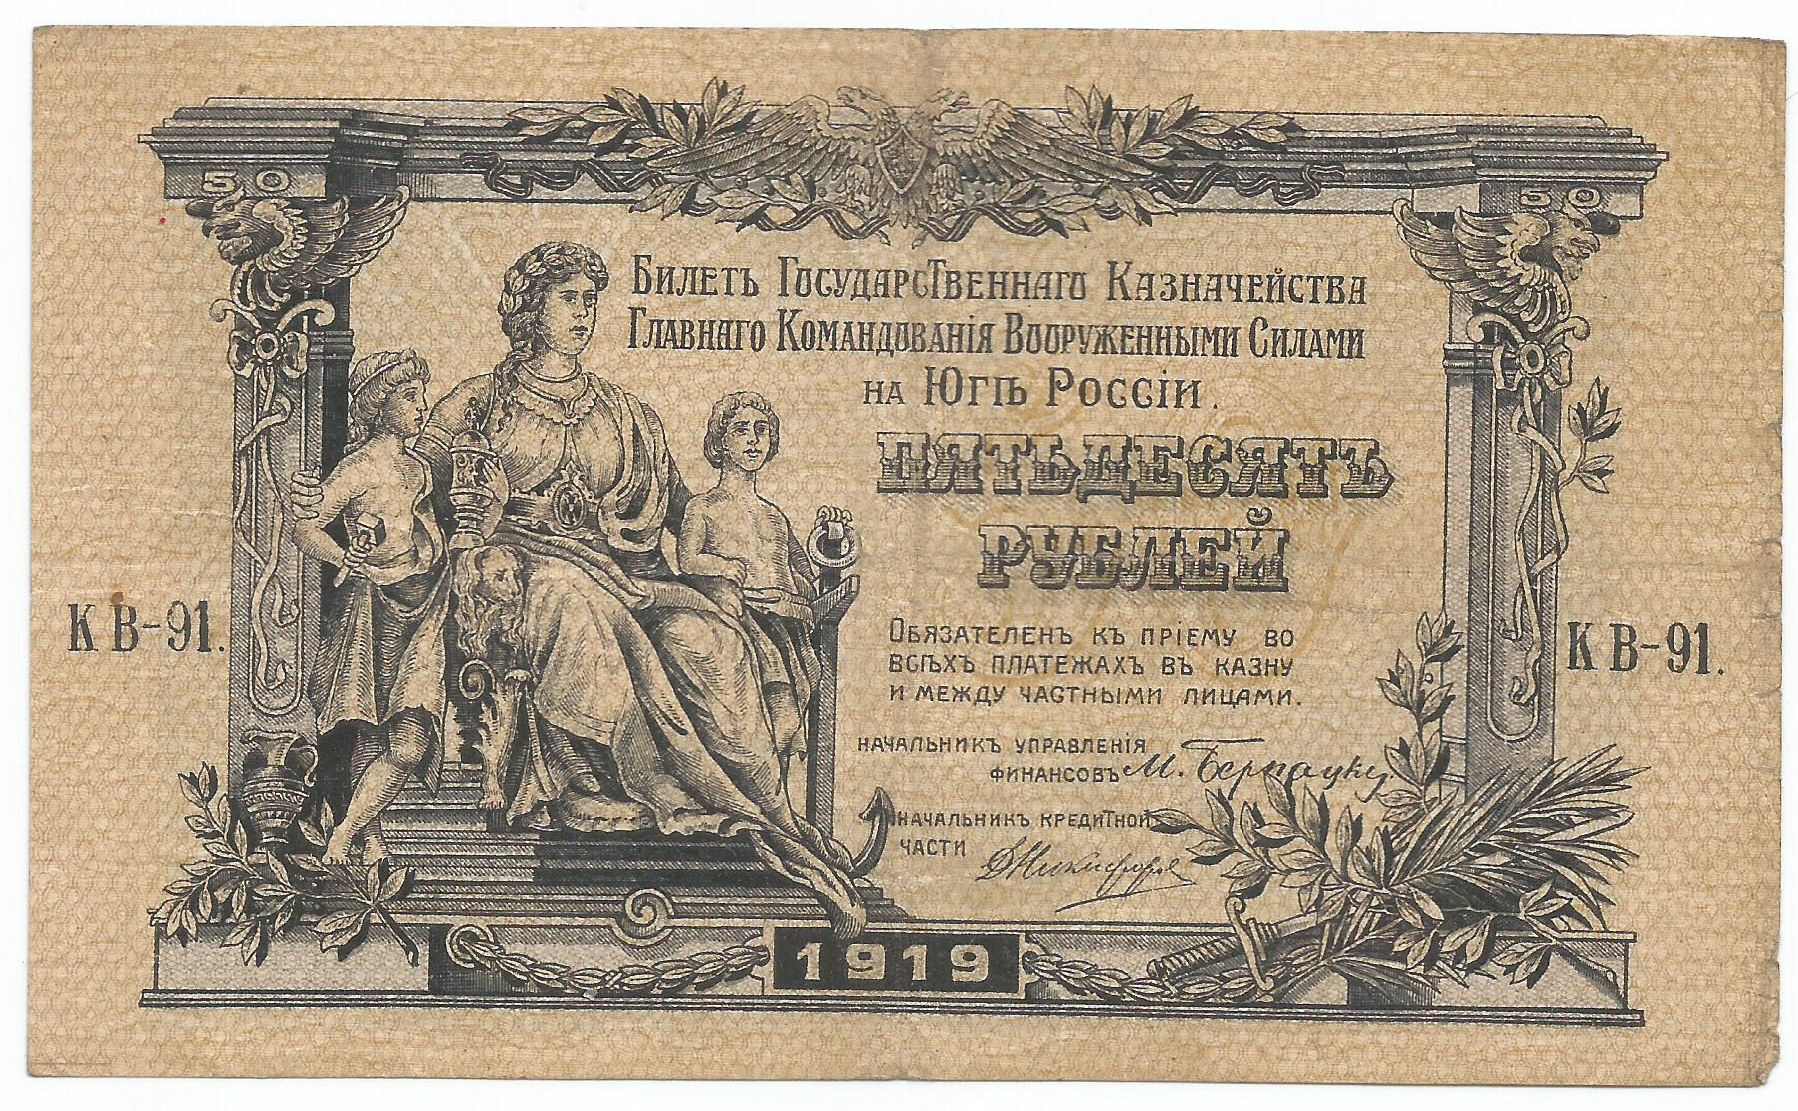 50
50
Билетъ Государственнаго Казначейства
Главнаго Командованія Вооруженными Силами
на Югѣ Россіи.
ПЯТЬДЕСЯТЪ
РУБЛЕЙ
КВ-91.
КВ-91.
Обязателенъ къ пріему во
всѣхъ платежахъ въ казну
и между частными лицами.
Начальникъ управленія
финансовъ М.
Начальникъ кредитной
части
1919